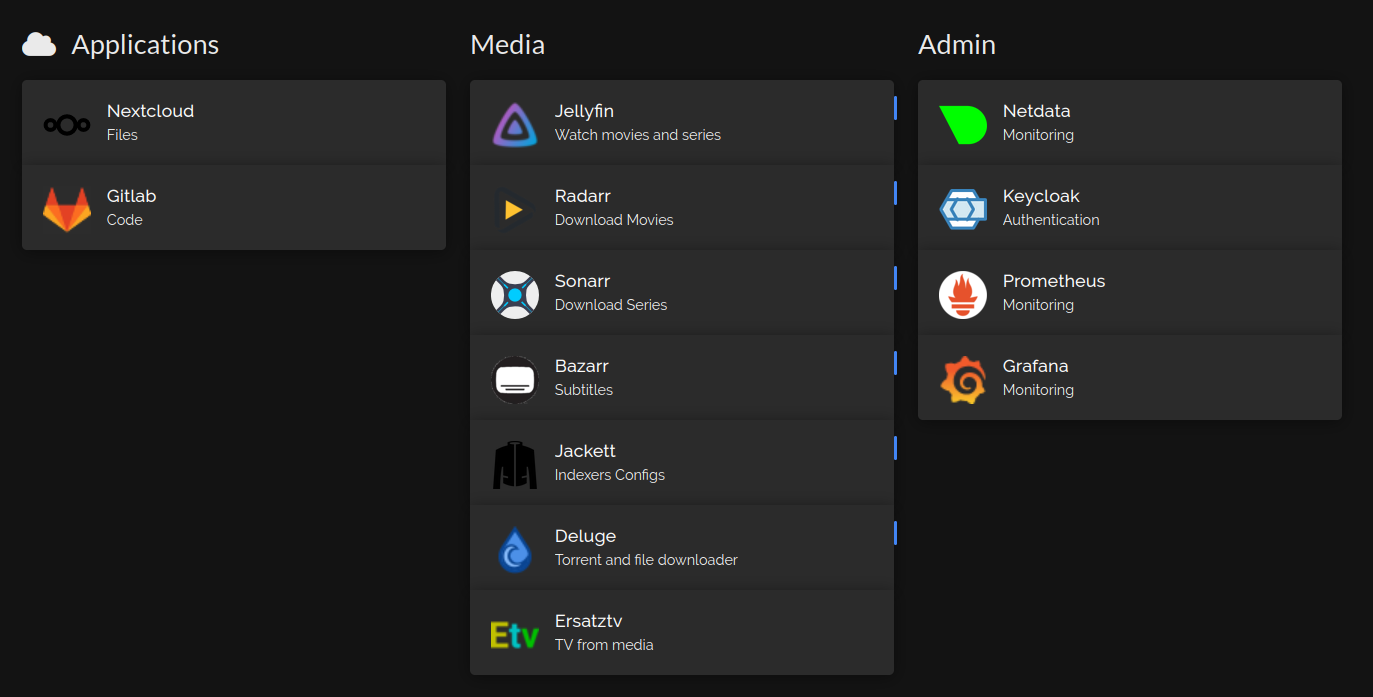 Applications
Nextcloud
Files
Gitlab
Code
Media
Jellyfin
Watch movies and series
Radarr
Download Movies
Sonarr
Download Series
Bazarr
Subtitles
Jackett
Indexers Configs
Deluge
Torrent and file downloader
Etv
Ersatztv
TV from media
Admin
Netdata
Monitoring
Keycloak
Authentication
Prometheus
Monitoring
Grafana
Monitoring